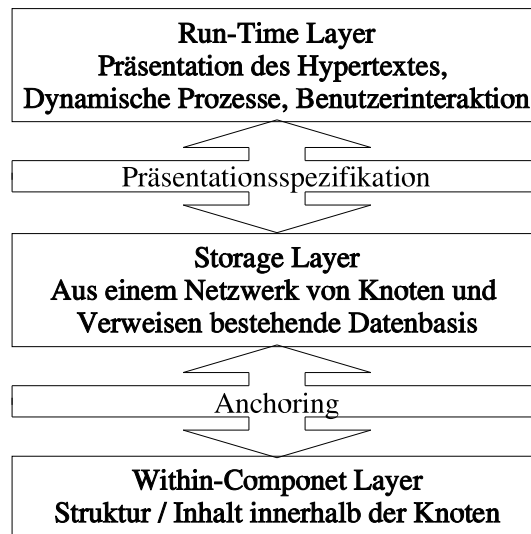 Run-Time Layer
Präsentation des Hypertextes,
Dynamische Prozesse, Benutzerinteraktion
Präsentationsspezifikation
Storage Layer
Aus einem Netzwerk von Knoten und
Verweisen bestehende Datenbasis
Anchoring
Within-Componet Layer
Struktur / Inhalt innerhalb der Knoten